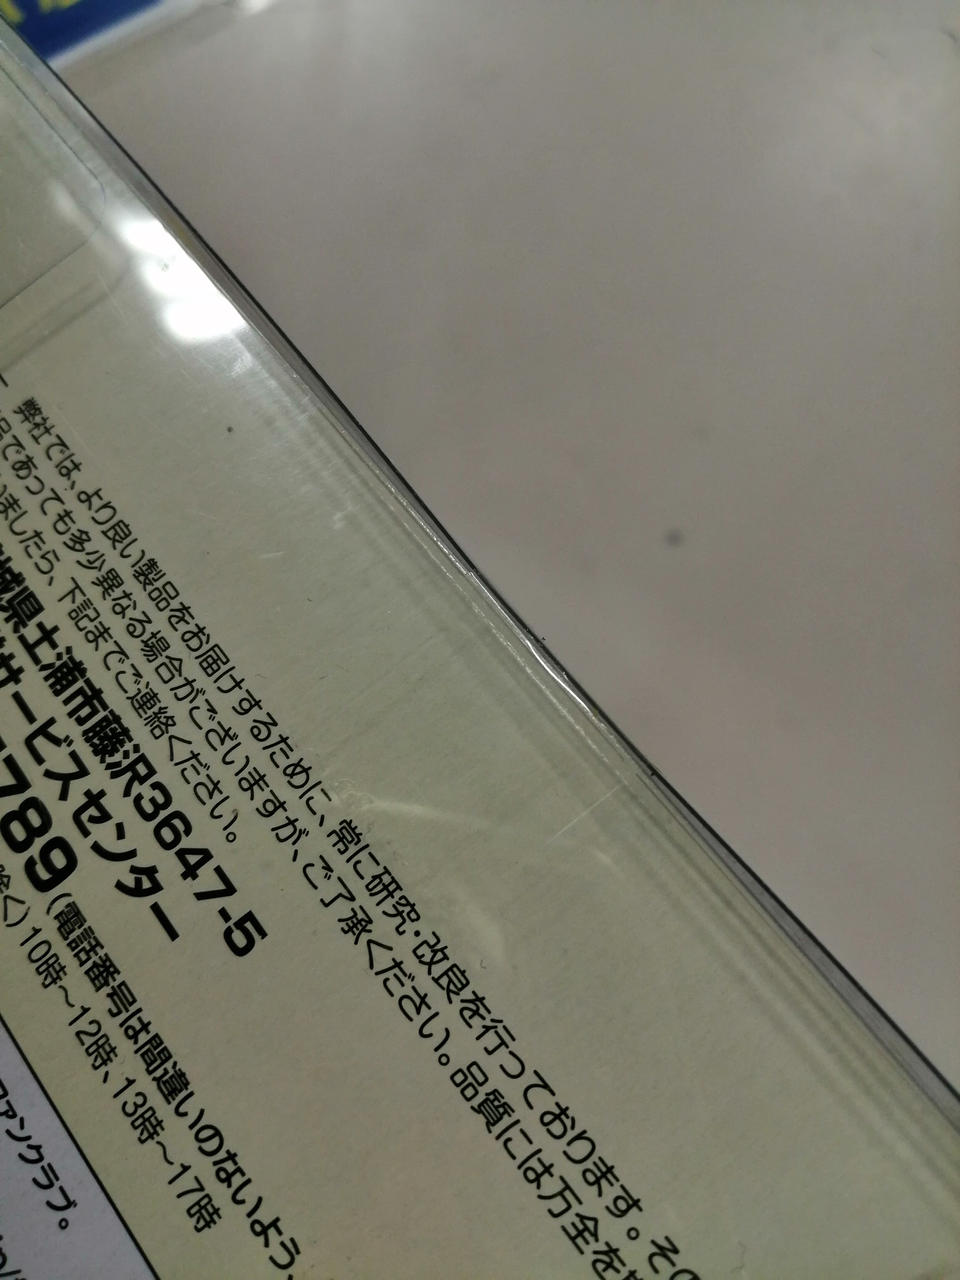 弊社では、より良い製品をお届けするために、常に研究・改良を行っております。その
品であっても多少異なる場合がございますが、ご了承ください。品質には万全を
いましたら、下記までご連絡ください。
城県土浦市藤沢3647-5
サービスセンター
789(電話番号は間違いのないよう、
除く)10時〜12時、13時〜17時
ファンクラブ。